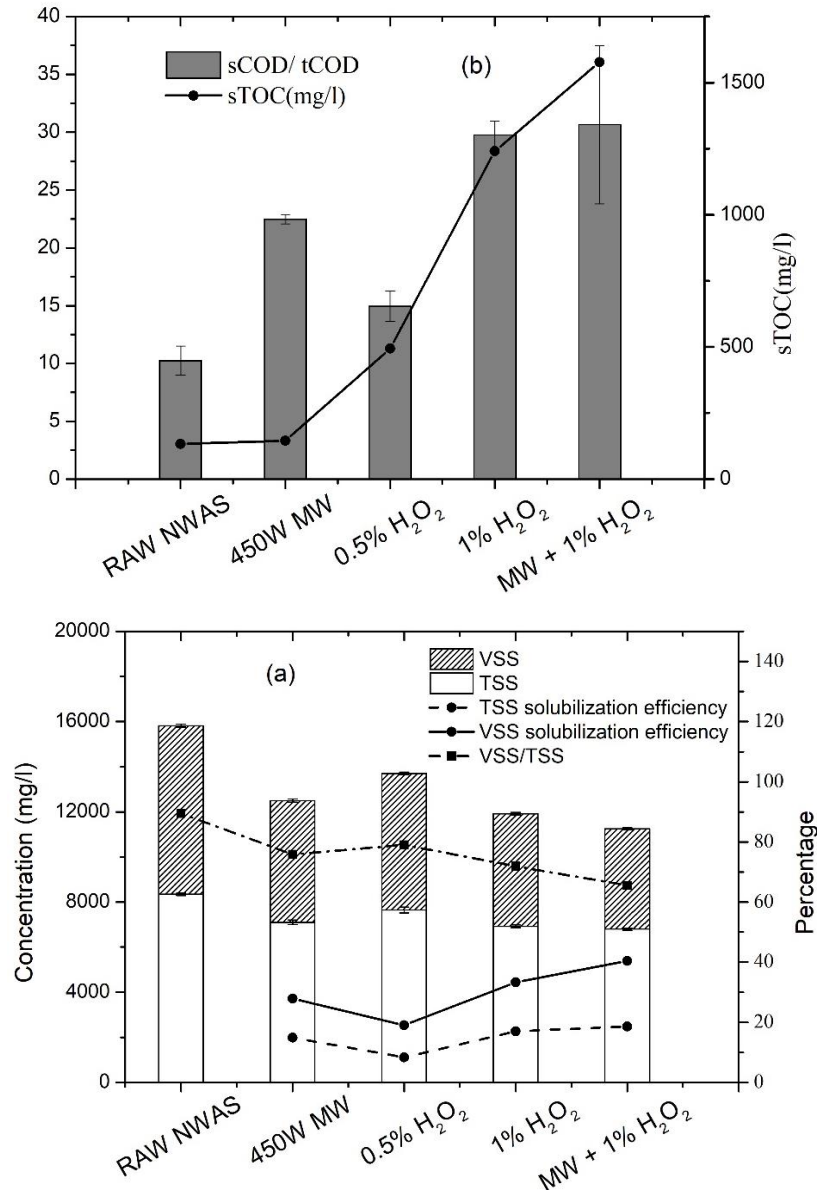 40
35
30
25
20
15
10
5
0
sCOD/ tCOD
sTOC(mg/l)
(b)
1500
1000
500
0
sTOC(mg/l)
RAW NWAS
450W MW
0.5% H₂O₂
1% H₂O₂
MW + 1% H₂O₂
20000
16000
12000
8000
4000
0
Concentration (mg/l)
(a)
VSS
TSS
TSS solubilization efficiency
VSS solubilization efficiency
VSS/TSS
140
120
100
80
60
40
20
0
Percentage
RAW NWAS
450W MW
0.5% H₂O₂
1% H₂O₂
MW + 1% H₂O₂